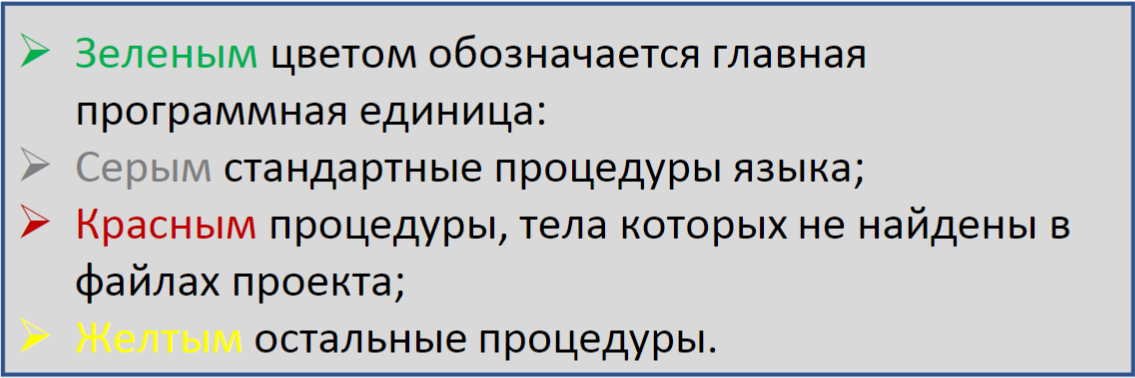 Зеленым цветом обозначается главная
программная единица:
Серым стандартные процедуры языка;
Красным процедуры, тела которых не найдены в
файлах проекта;
Желтым остальные процедуры.